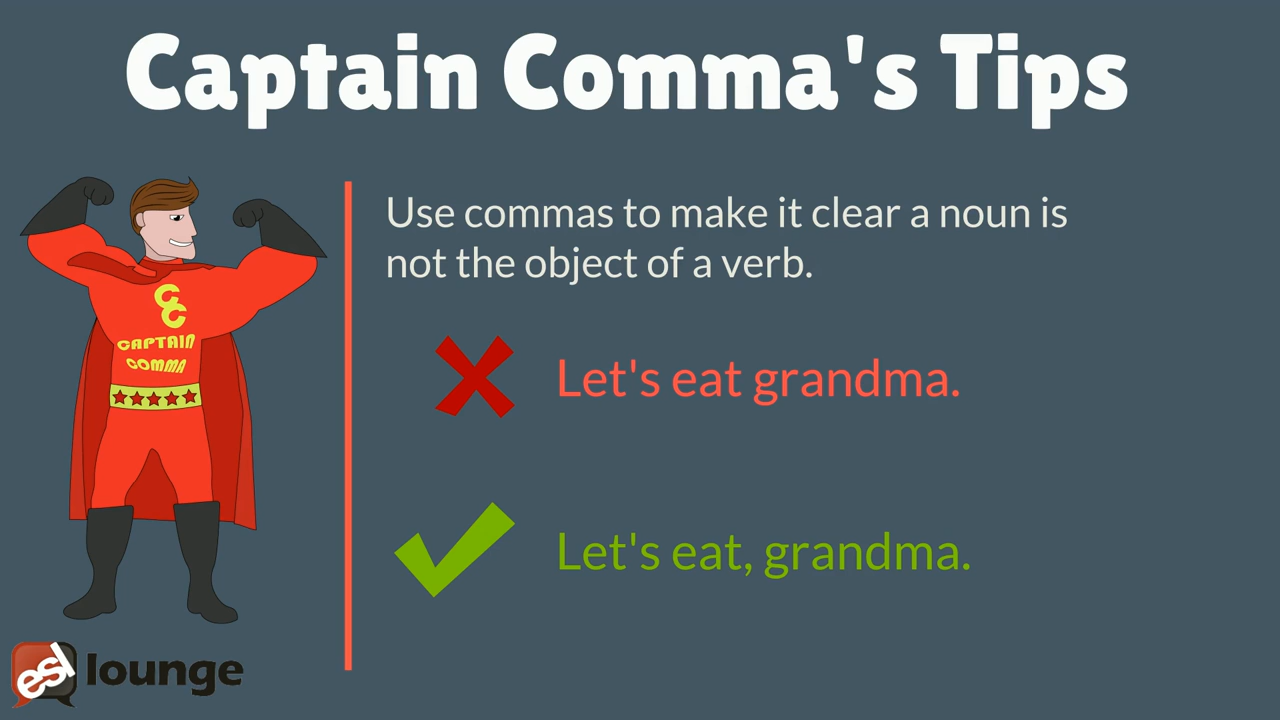 Captain Comma's Tips
C
C
CAPTAIN
COMMA
Use commas to make it clear a noun is
not the object of a verb.
Let's eat grandma.
Let's eat, grandma.
esl lounge